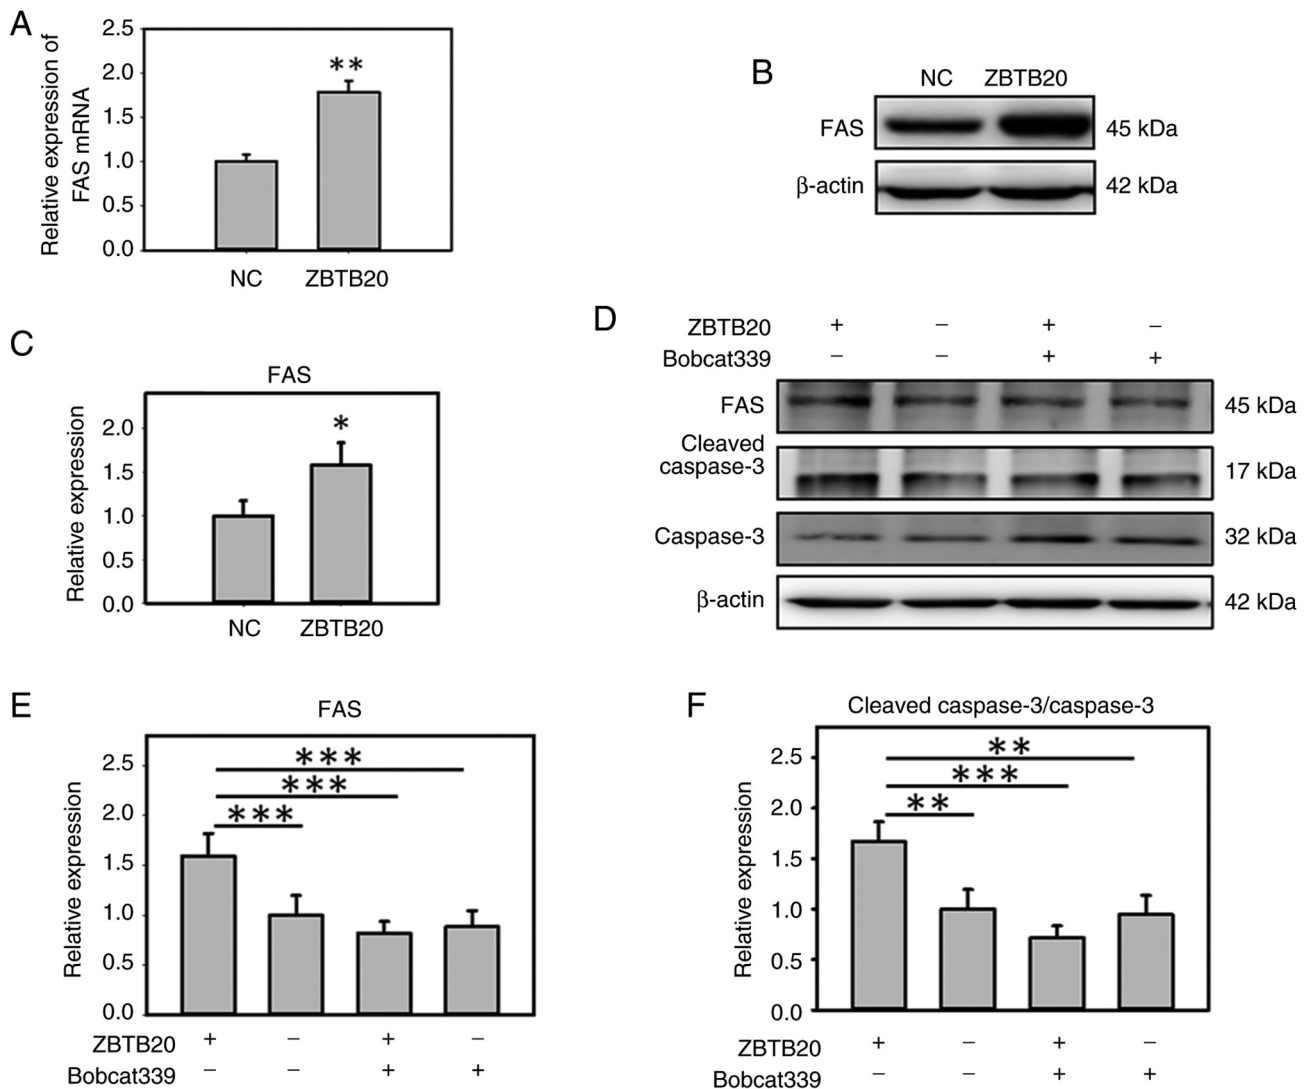 A
Relative expression of
FAS mRNA
2.5
2.0
1.5
1.0
0.5
0.0
**
NC ZBTB20
B
NC ZBTB20
FAS 45 kDa
β-actin 42 kDa
C
FAS
Relative expression
2.0
1.5
1.0
0.5
0.0
*
NC ZBTB20
D
ZBTB20 + – + –
Bobcat339 – – + +
FAS 45 kDa
Cleaved
caspase-3 17 kDa
Caspase-3 32 kDa
β-actin 42 kDa
E
FAS
Relative expression
2.5
2.0
1.5
1.0
0.5
0.0
***
***
***
ZBTB20 + – + –
Bobcat339 – – + +
F
Cleaved caspase-3/caspase-3
Relative expression
2.5
2.0
1.5
1.0
0.5
0.0
**
***
**
ZBTB20 + – + –
Bobcat339 – – + +